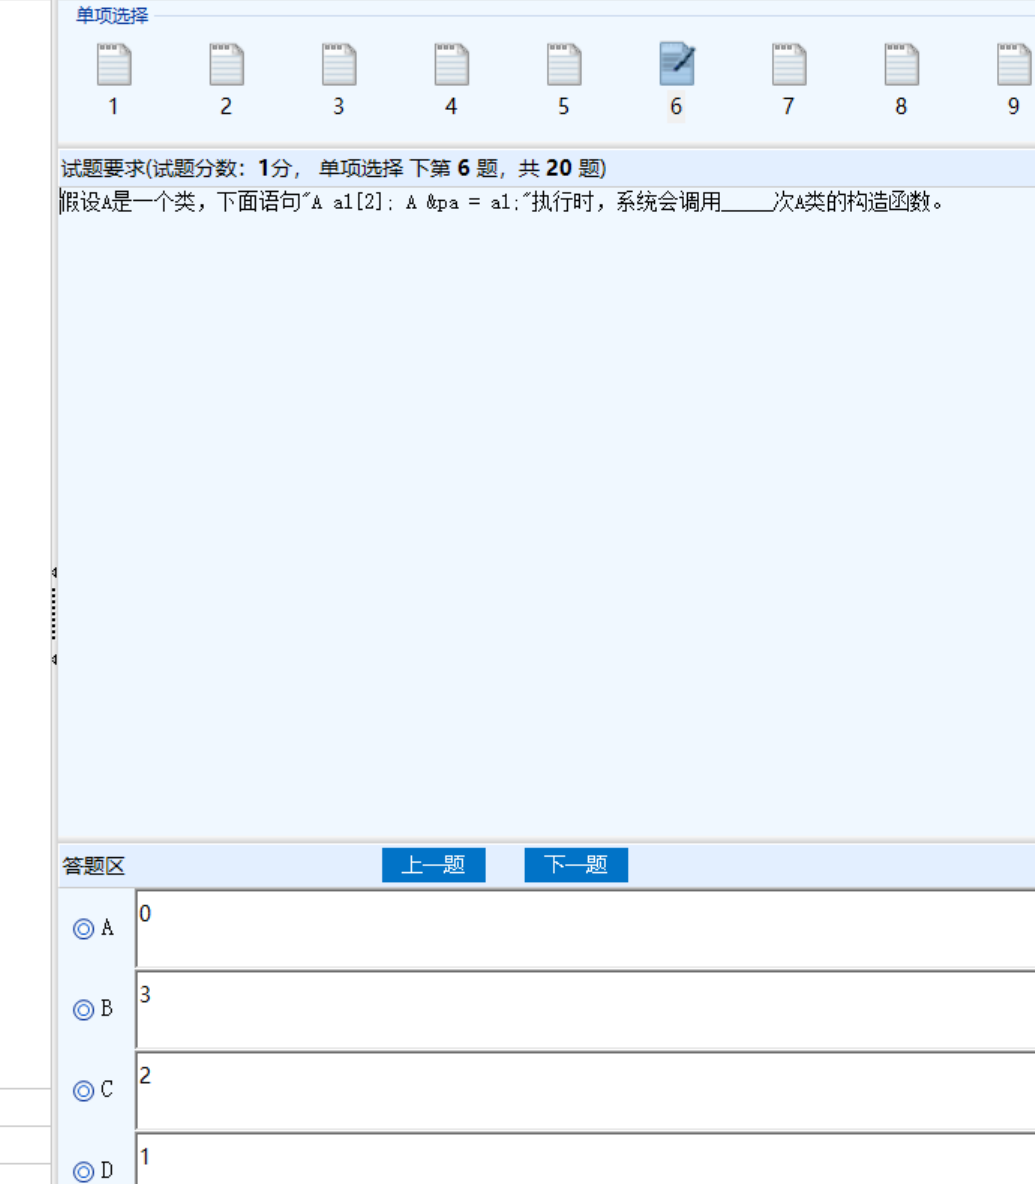 单项选择
1 2 3 4 5 6 7 8 9
试题要求(试题分数：1分， 单项选择 下第 6 题，共 20 题)
假设A是一个类，下面语句"A a1[2]; A &pa = a1;"执行时，系统会调用_____次A类的构造函数。
答题区 上一题 下一题
A 0
B 3
C 2
D 1